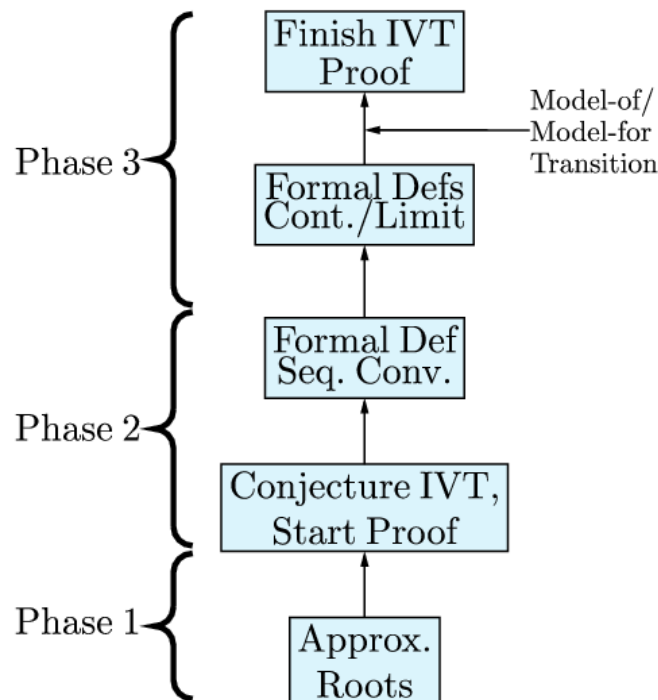 Finish IVT
Proof
Model-of/
Model-for
Transition
Phase 3
Formal Defs
Cont./Limit
Formal Def
Seq. Conv.
Phase 2
Conjecture IVT,
Start Proof
Phase 1
Approx.
Roots